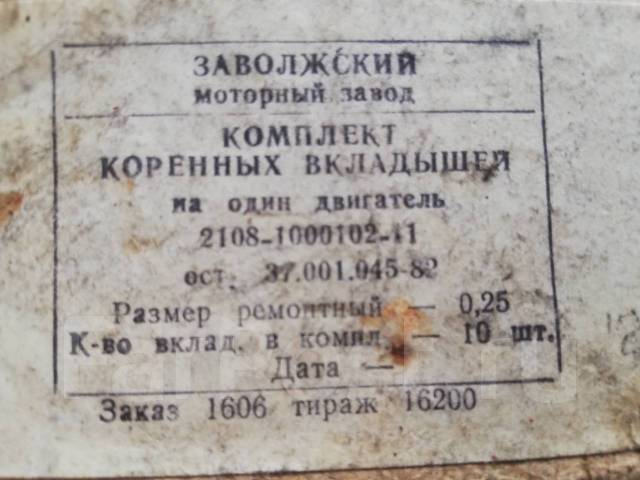 ЗАВОЛЖСКИЙ
моторный завод
КОМПЛЕКТ
КОРЕННЫХ ВКЛАДЫШЕЙ
на один двигатель
2108-1000102-11
ост. 37.001.045-82
Размер ремонтный — 0,25
К-во вклад. в компл. — 10 шт.
Дата —
Заказ 1606 тираж 16200